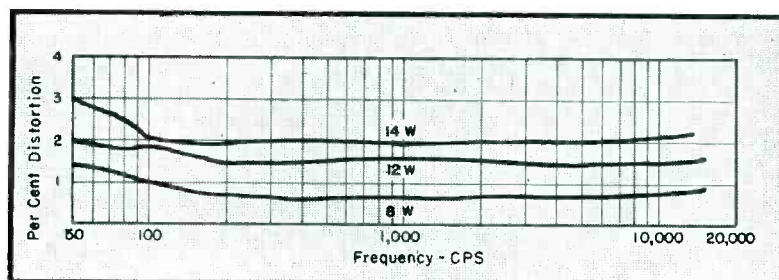 4
3
2
1
Per Cent Distortion
14 W
12 W
8 W
50 100 1,000 10,000 20,000
Frequency - CPS